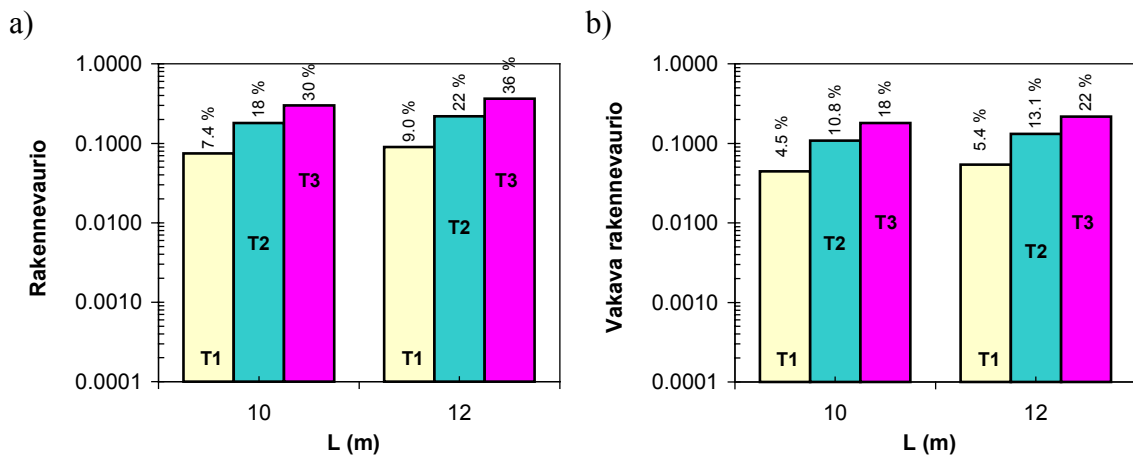 a)
Rakennevaurio
1.0000
0.1000
0.0100
0.0010
0.0001
7.4 %
18 %
30 %
9.0 %
22 %
36 %
T1
T2
T3
T1
T2
T3
10
12
L (m)
b)
Vakava rakennevaurio
1.0000
0.1000
0.0100
0.0010
0.0001
4.5 %
10.8 %
18 %
5.4 %
13.1 %
22 %
T1
T2
T3
T1
T2
T3
10
12
L (m)